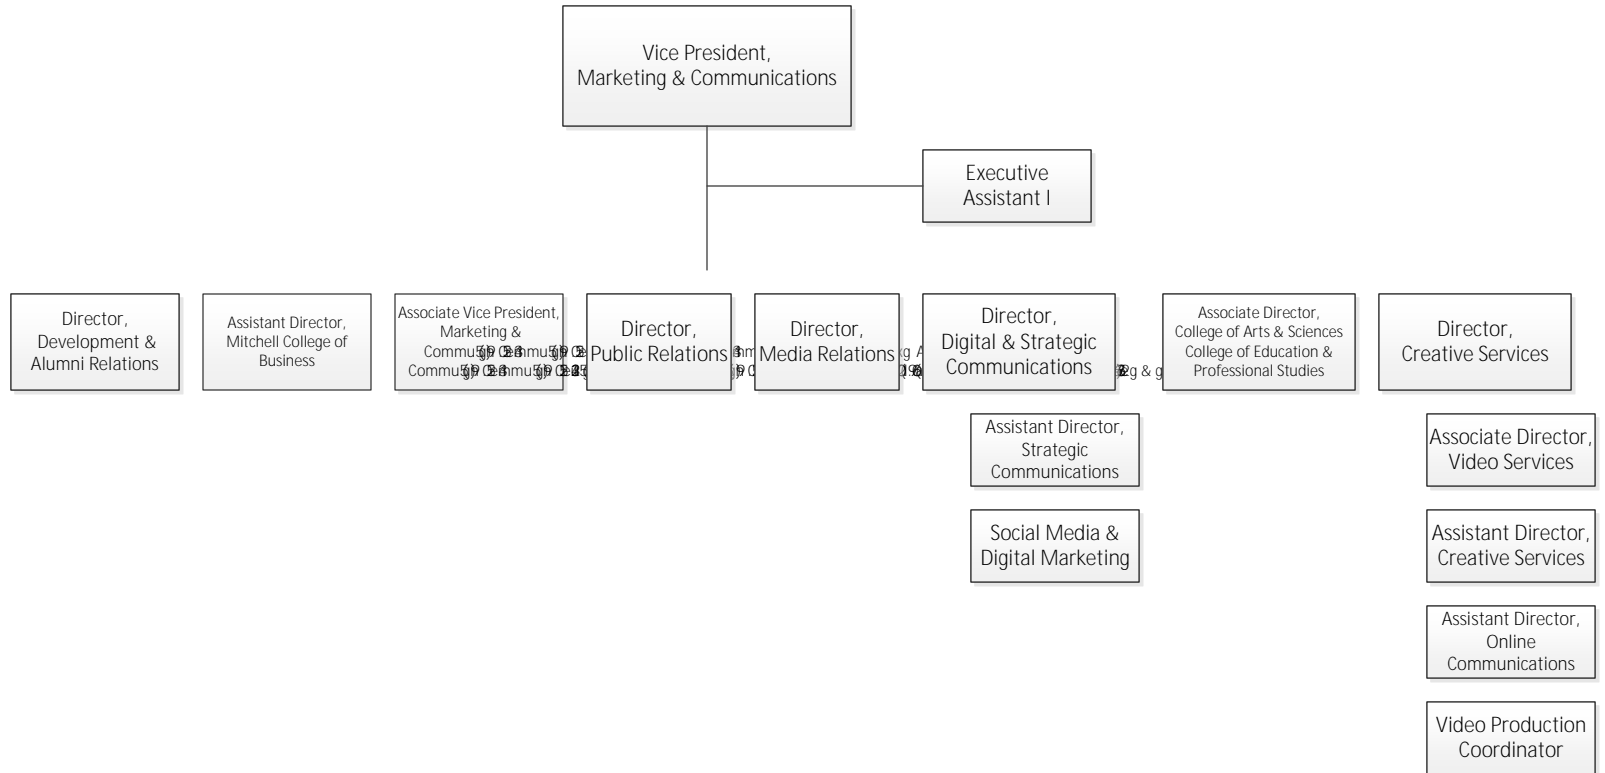 Vice President,
Marketing & Communications
Executive
Assistant I
Director,
Development &
Alumni Relations
Assistant Director,
Mitchell College of
Business
Associate Vice President,
Marketing &
Director,
Public Relations
Director,
Media Relations
Director,
Digital & Strategic
Communications
Associate Director,
College of Arts & Sciences
College of Education &
Professional Studies
Director,
Creative Services
Assistant Director,
Strategic
Communications
Social Media &
Digital Marketing
Associate Director,
Video Services
Assistant Director,
Creative Services
Assistant Director,
Online
Communications
Video Production
Coordinator